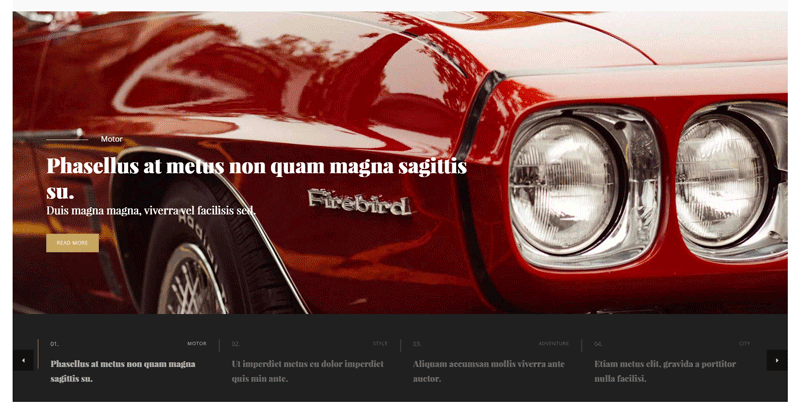 Motor
Phasellus at metus non quam magna sagittis
su.
Duis magna magna, viverra vel facilisis sed.
READ MORE
Firebird
01.
MOTOR
Phasellus at metus non quam magna
sagittis su.
02.
STYLE
Ut imperdiet metus eu dolor imperdiet
quis min ante.
03.
ADVENTURE
Aliquam accumsan mollis viverra ante
auctor.
04.
CITY
Etiam metus elit, gravida a porttitor
nulla facilisi.